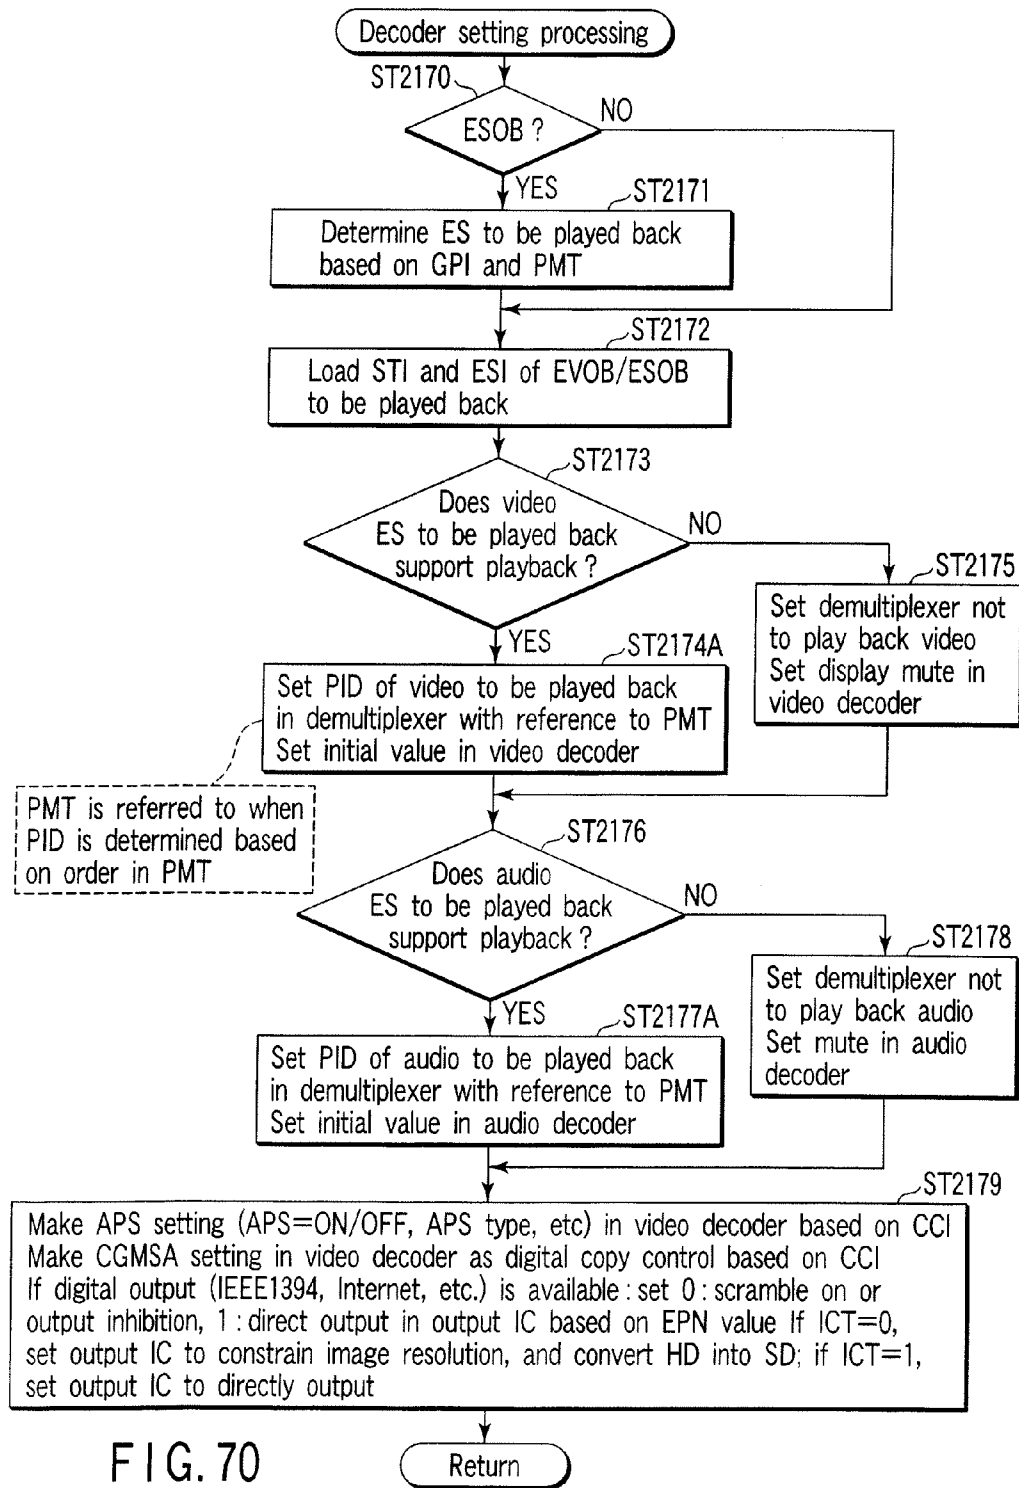 Decoder setting processing
ST2170
ESOB?
NO
YES
ST2171
Determine ES to be played back
based on GPI and PMT
ST2172
Load STI and ESI of EVOB/ESOB
to be played back
ST2173
Does video
ES to be played back
support playback?
NO
YES
ST2175
Set demultiplexer not
to play back video
Set display mute in
video decoder
ST2174A
Set PID of video to be played back
in demultiplexer with reference to PMT
Set initial value in video decoder
PMT is referred to when
PID is determined based
on order in PMT
ST2176
Does audio
ES to be played back
support playback?
NO
YES
ST2178
Set demultiplexer not
to play back audio
Set mute in audio
decoder
ST2177A
Set PID of audio to be played back
in demultiplexer with reference to PMT
Set initial value in audio decoder
ST2179
Make APS setting (APS=ON/OFF, APS type, etc) in video decoder based on CCI
Make CGMSA setting in video decoder as digital copy control based on CCI
If digital output (IEEE1394, Internet, etc.) is available: set 0: scramble on or
output inhibition, 1: direct output in output IC based on EPN value If ICT=0,
set output IC to constrain image resolution, and convert HD into SD; if ICT=1,
set output IC to directly output
Return
FIG. 70